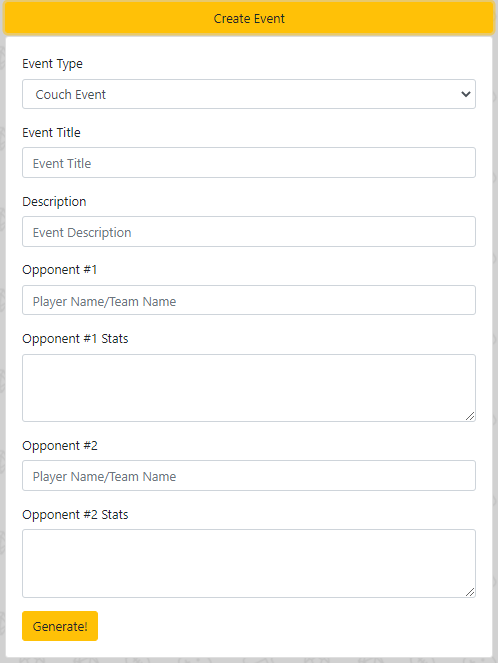 Create Event
Event Type
Couch Event
Event Title
Event Title
Description
Event Description
Opponent #1
Player Name/Team Name
Opponent #1 Stats
Opponent #2
Player Name/Team Name
Opponent #2 Stats
Generate!